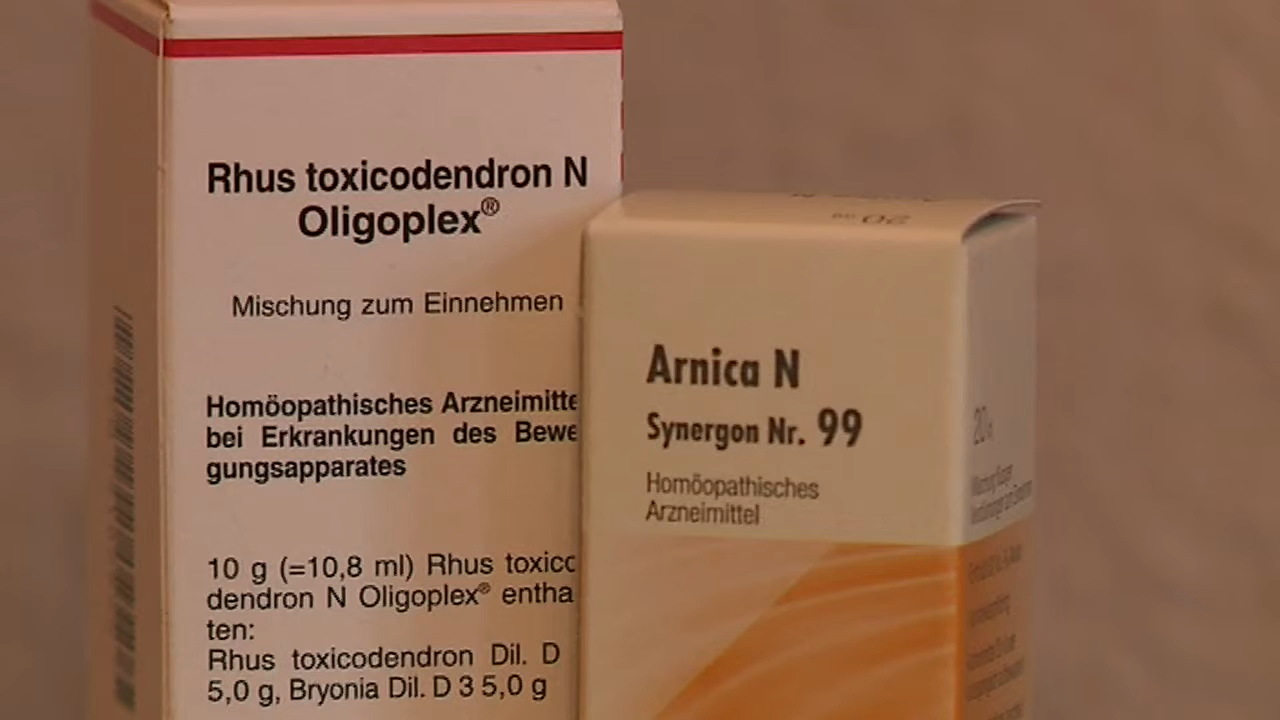 Rhus toxicodendron N
Oligoplex®
Mischung zum Einnehmen
Homöopathisches Arzneimitte
bei Erkrankungen des Bewe
gungsapparates
10 g (=10,8 ml) Rhus toxico
dendron N Oligoplex® entha
ten:
Rhus toxicodendron Dil. D
5,0 g, Bryonia Dil. D 3 5,0 g
Arnica N
Synergon Nr. 99
Homöopathisches
Arzneimittel
20